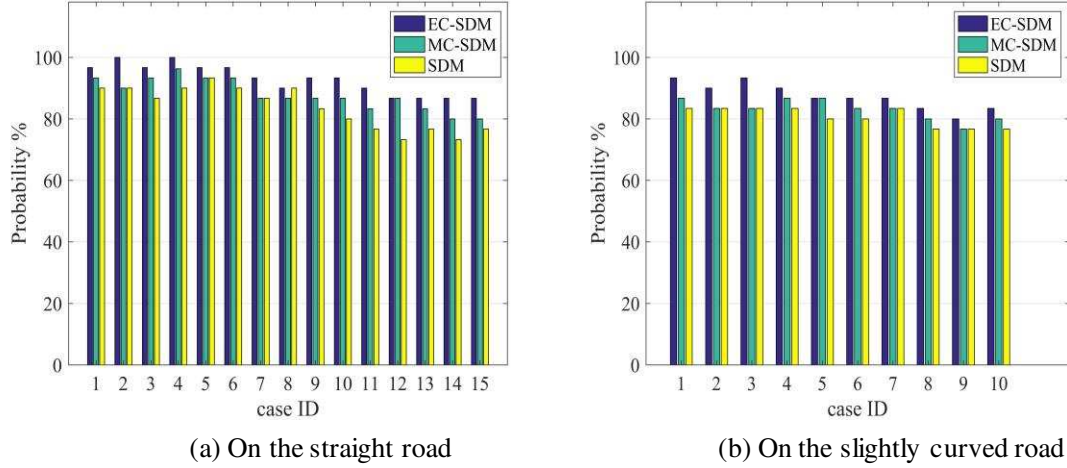 EC-SDM
MC-SDM
SDM
100
80
60
40
20
0
Probability %
1 2 3 4 5 6 7 8 9 10 11 12 13 14 15
case ID
(a) On the straight road
EC-SDM
MC-SDM
SDM
100
80
60
40
20
0
Probability %
1 2 3 4 5 6 7 8 9 10
case ID
(b) On the slightly curved road